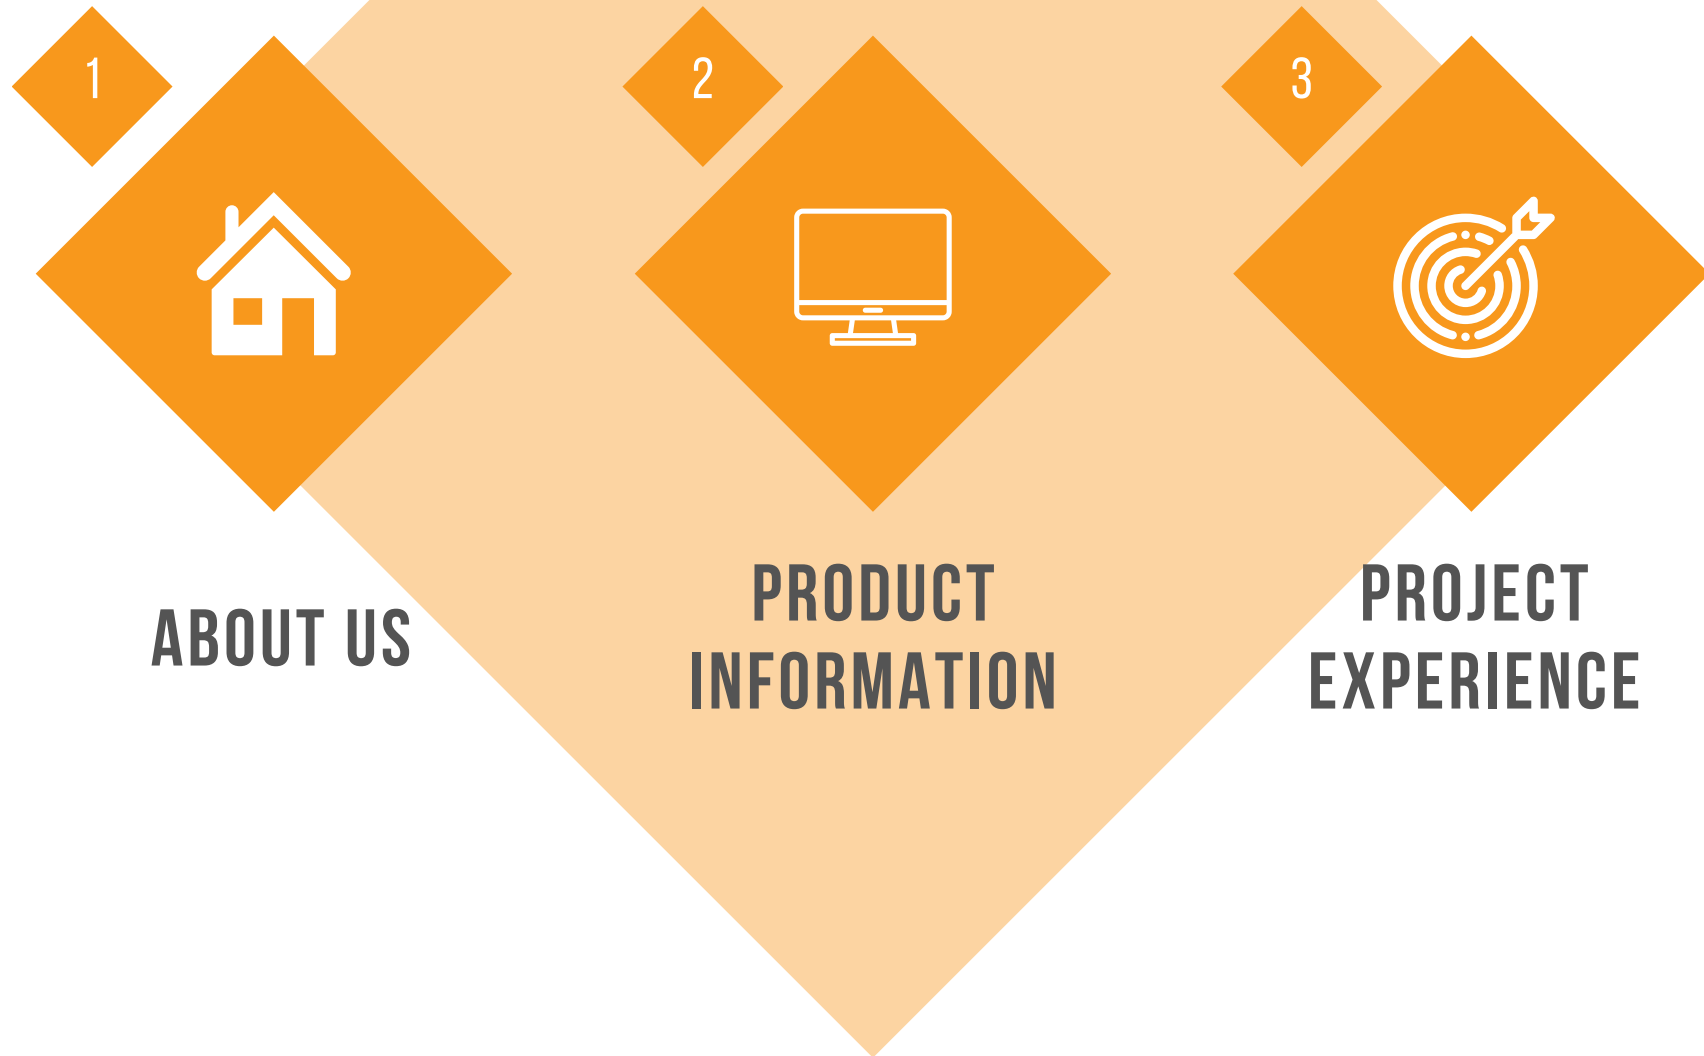 1
ABOUT US
2
PRODUCT
INFORMATION
3
PROJECT
EXPERIENCE